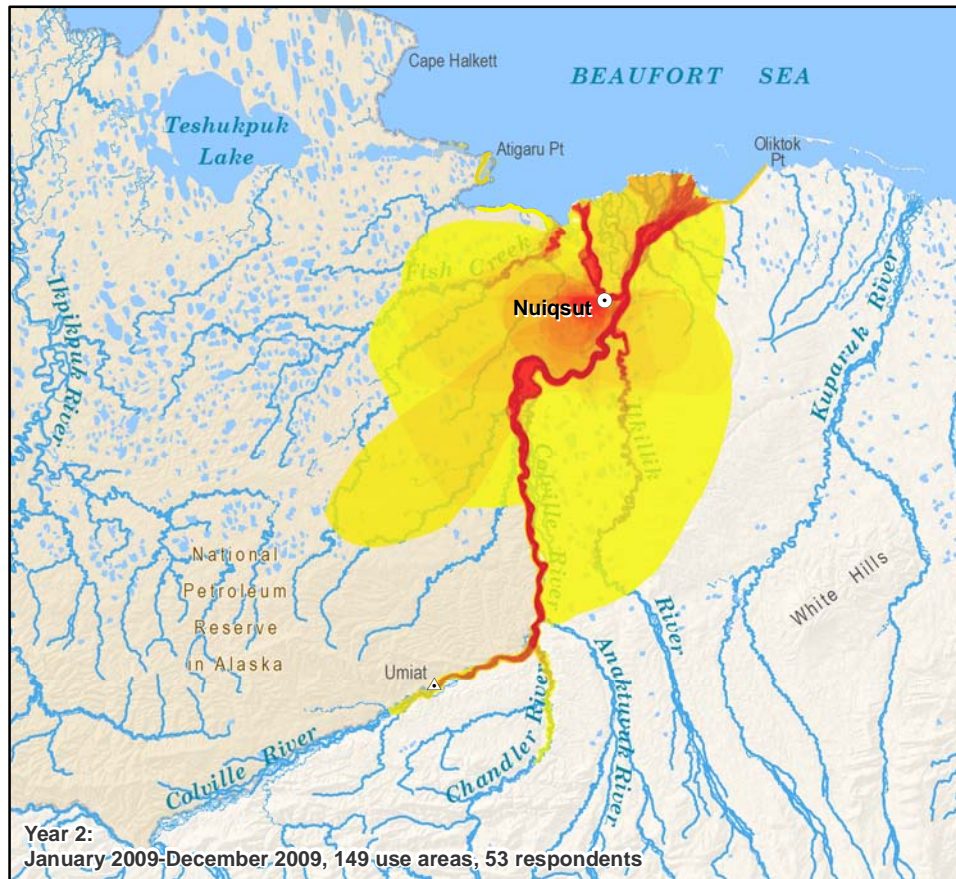 Cape Halkett
BEAUFORT SEA
Teshukpuk
Lake
Atigaru Pt
Oliktok
Pt
Fish Creek
Ikpikpuk River
Nuiqsut
Kuparuk River
Itkillik
Colville River
National
Petroleum
Reserve
in Alaska
White Hills
River
Umiat
Anaktuvuk River
Chandler River
Colville River
Year 2:
January 2009-December 2009, 149 use areas, 53 respondents